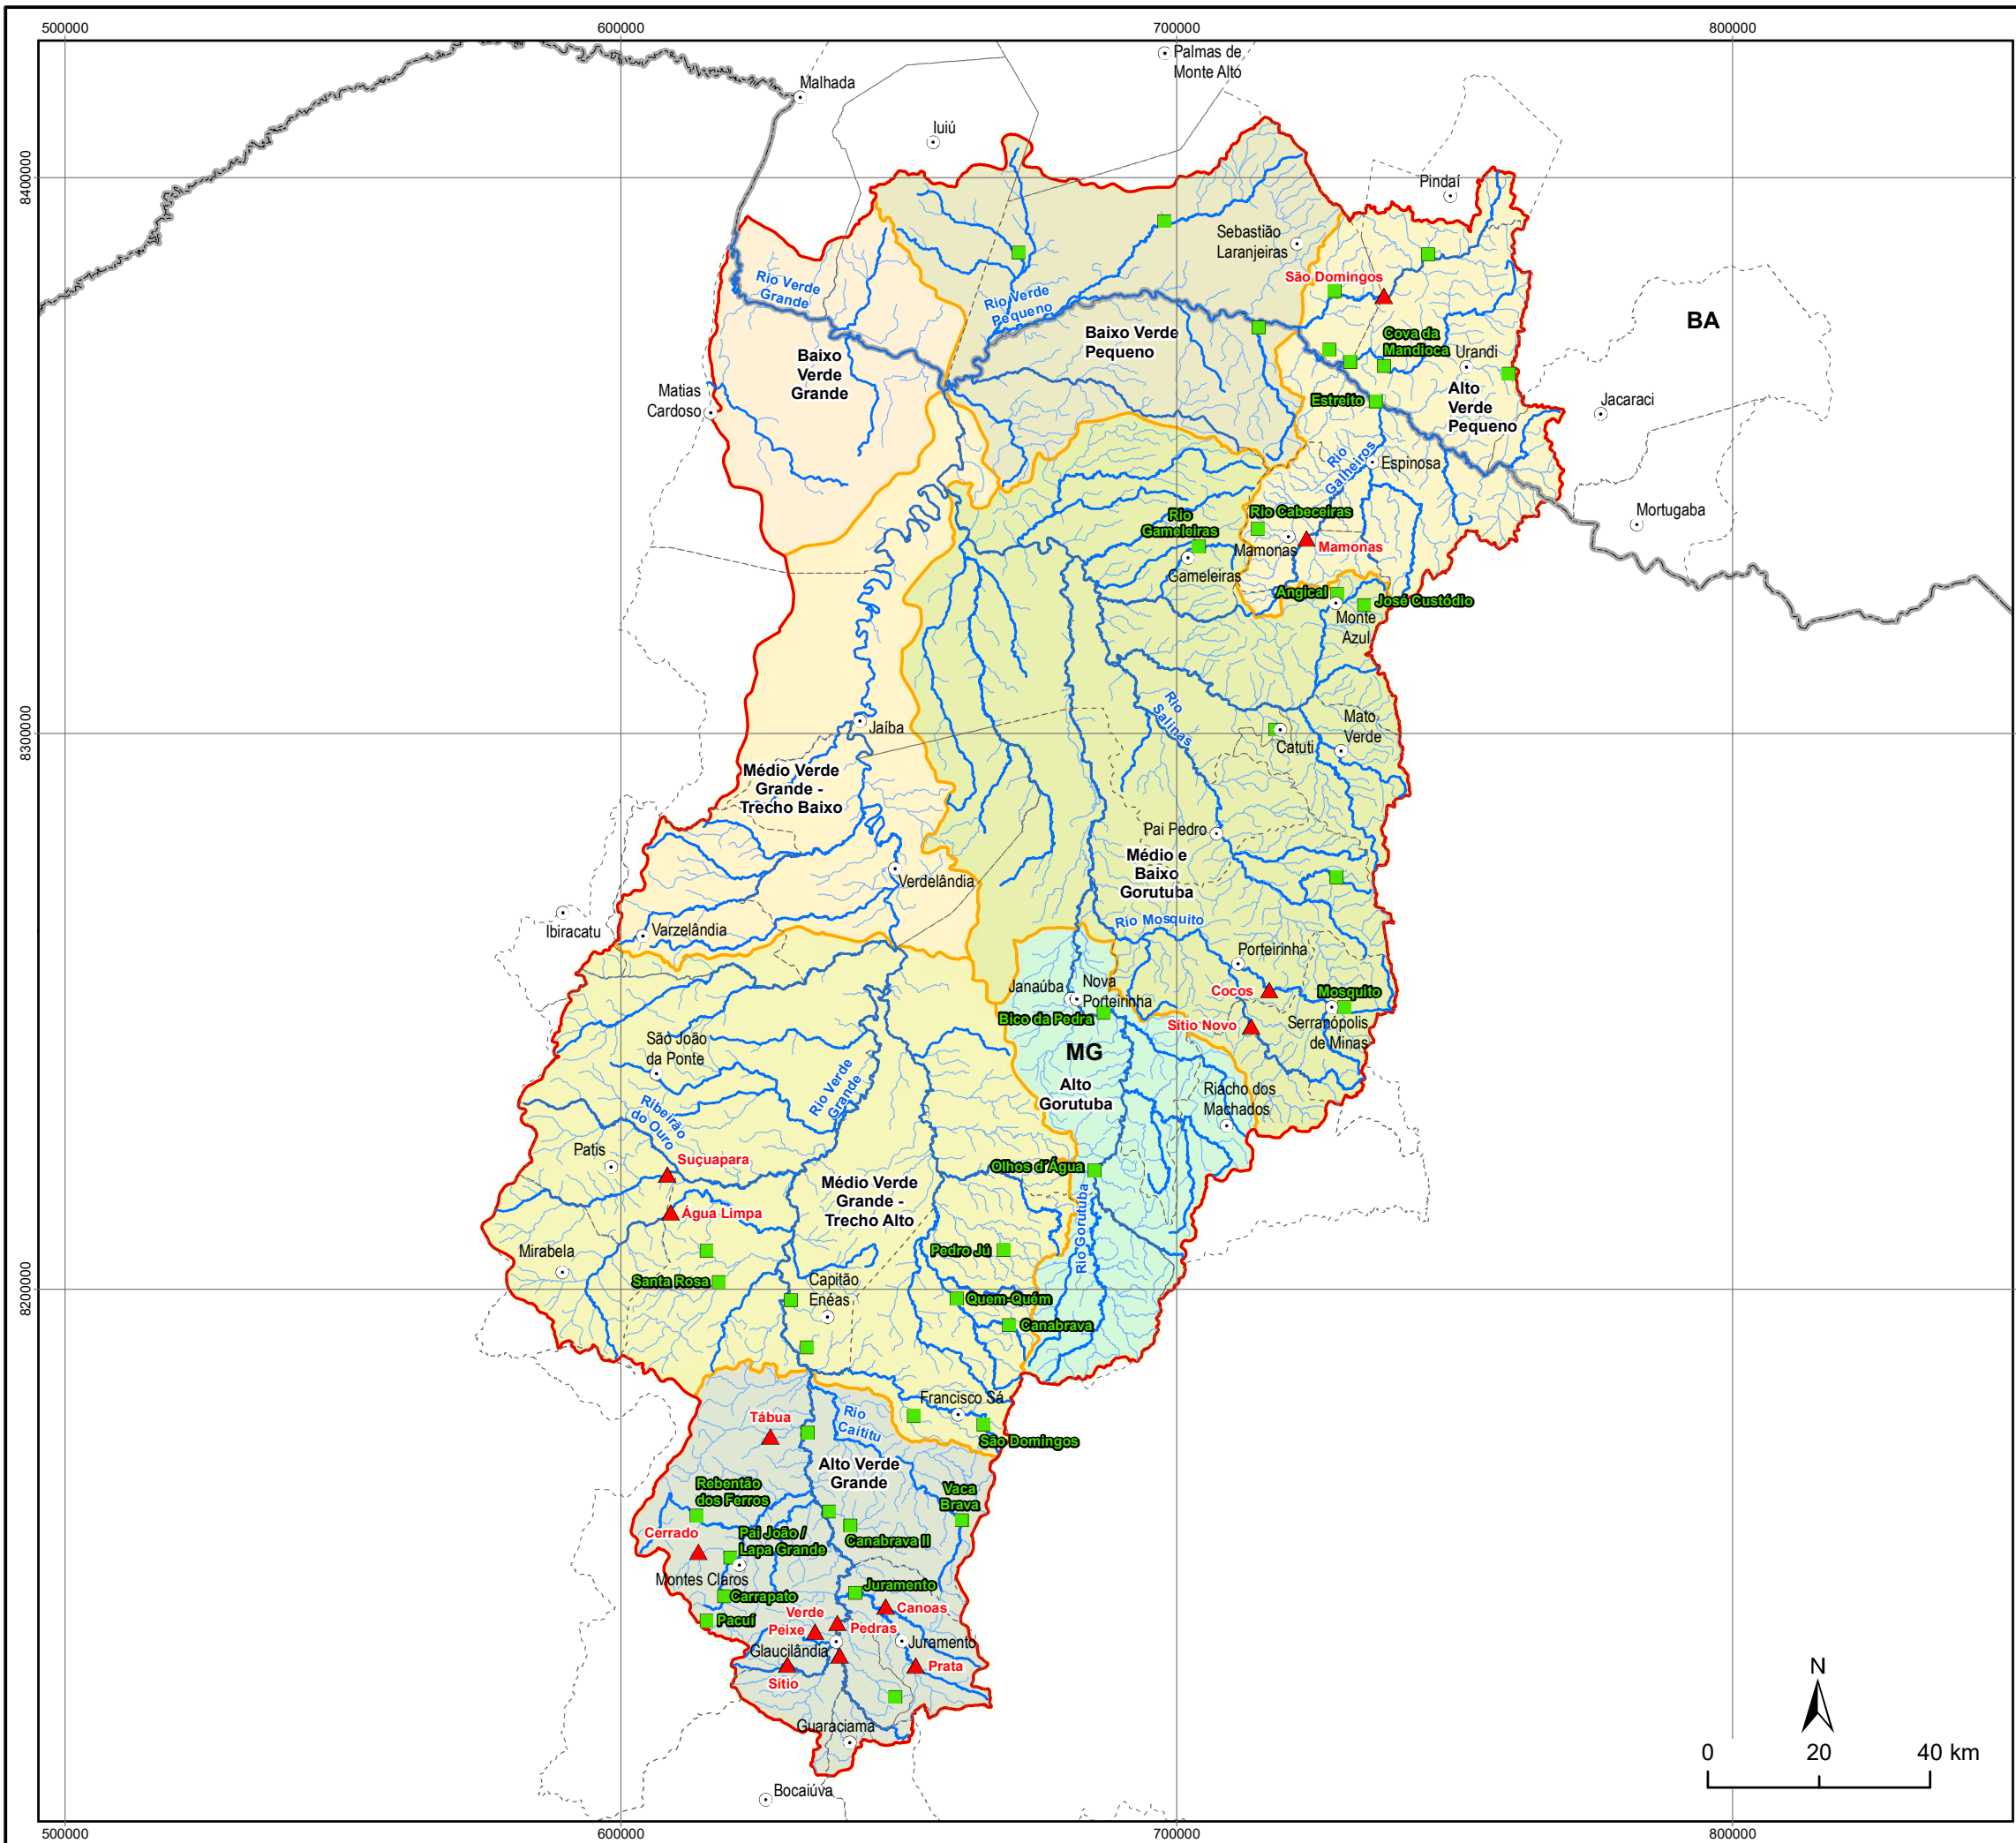 500000
600000
700000
800000
8400000
8300000
8200000
Palmas de
Monte Alto
Malhada
Iuiú
Pindaí
Sebastião
Laranjeiras
São Domingos
Rio Verde
Grande
Rio Verde
Pequeno
BA
Baixo Verde
Pequeno
Cova da
Mandioca
Urandi
Baixo
Verde
Grande
Matias
Cardoso
Estreito
Alto
Verde
Pequeno
Jacaraci
Rio
Galheiros
Espinosa
Rio
Gameleiras
Rio Cabeceiras
Mortugaba
Mamonas
Mamonas
Gameleiras
Angical
José Custódio
Monte
Azul
Rio
Salinas
Jaíba
Mato
Verde
Catuti
Médio Verde
Grande -
Trecho Baixo
Pai Pedro
Médio e
Baixo
Gorutuba
Verdelândia
Ibiracatu
Varzelândia
Rio Mosquito
Porteirinha
Janaúba
Nova
Porteirinha
Cocos
Mosquito
Bico da Pedra
Sítio Novo
Serranópolis
de Minas
São João
da Ponte
MG
Rio Verde
Grande
Alto
Gorutuba
Riacho dos
Machados
Ribeirão
do Ouro
Patis
Suçuapara
Olhos d'Água
Médio Verde
Grande -
Trecho Alto
Água Limpa
Rio Gorutuba
Mirabela
Pedro Jú
Santa Rosa
Capitão
Enéas
Quem-Quém
Canabrava
Francisco Sá
Tábua
Rio
Caititu
São Domingos
Alto Verde
Grande
Rebentão
dos Ferros
Vaca
Brava
Cerrado
Pai João /
Lapa Grande
Canabrava II
Montes Claros
Juramento
Carrapato
Verde
Canoas
Pacuí
Peixe
Pedras
Glaucilândia
Juramento
Prata
Sítio
Guaraciama
Bocaiúva
N
0
20
40 km
500000
600000
700000
800000